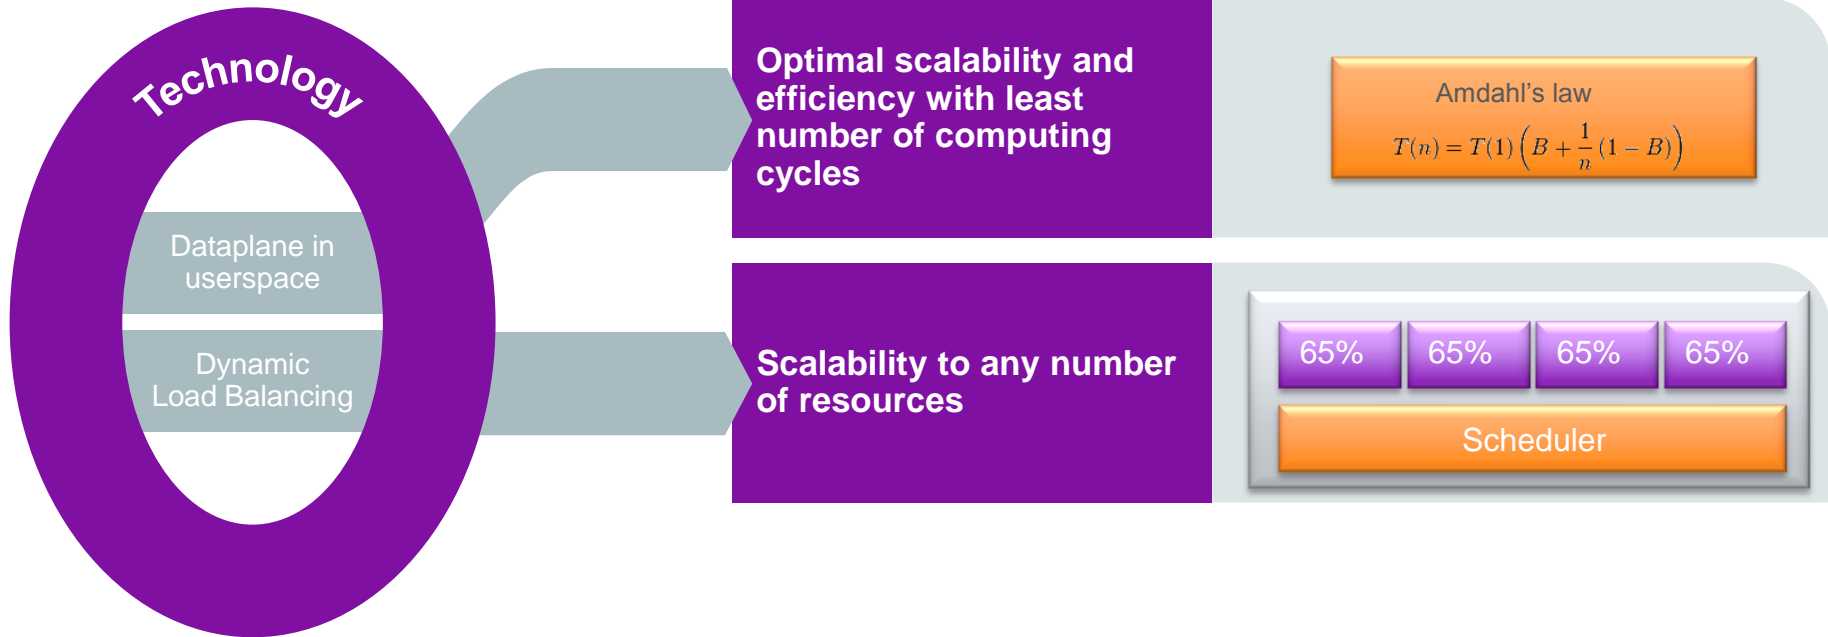 Technology
Dataplane in
userspace
Dynamic
Load Balancing
Optimal scalability and
efficiency with least
number of computing
cycles
Amdahl's law
T(n) = T(1) (B + 1/n (1 − B))
Scalability to any number
of resources
65% 65% 65% 65%
Scheduler